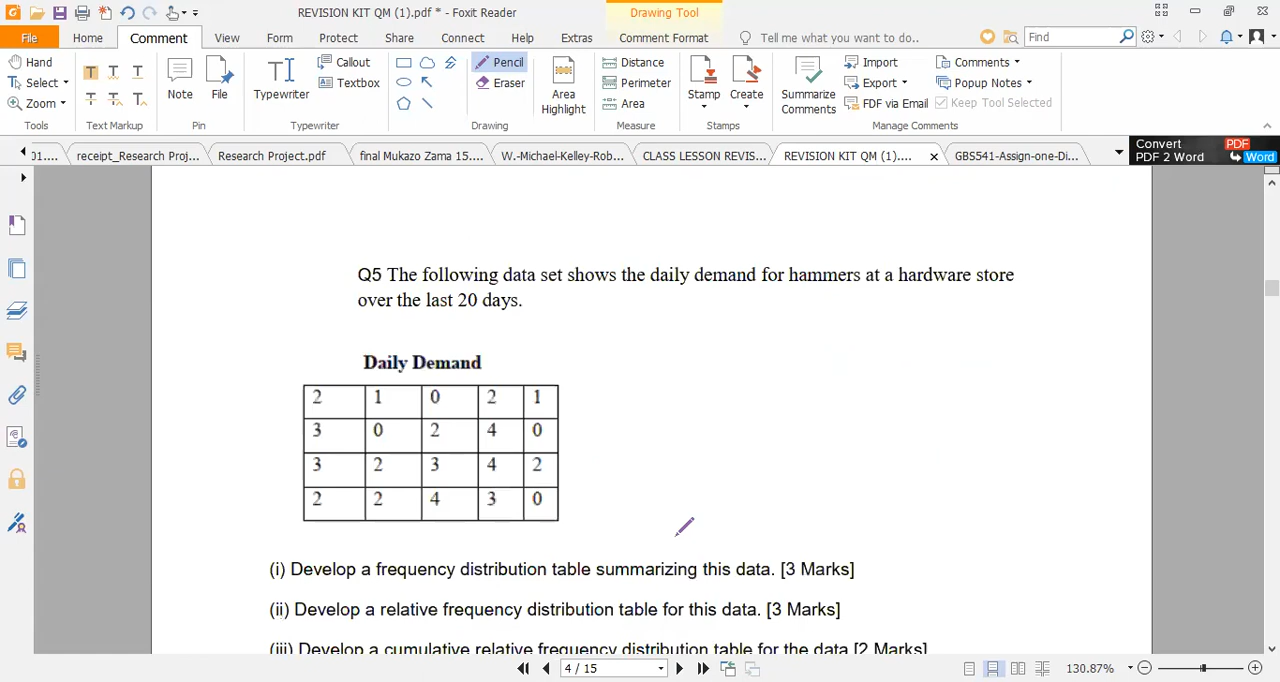 REVISION KIT QM (1).pdf * - Foxit Reader
Drawing Tool
File Home Comment View Form Protect Share Connect Extras Help Comment Format Tell me what you want to do.. Find
Hand
Select
Zoom
Tools
Text Markup
Note
File
Pin
Typewriter
Callout
Textbox
Typewriter
Pencil
Eraser
Area Highlight
Drawing
Distance
Perimeter
Area
Measure
Stamp
Create
Stamps
Summarize Comments
Import
Export
FDF via Email
Comments
Popup Notes
Keep Tool Selected
Manage Comments
01.... receipt_Research Proj... Research Project.pdf final Mukazo Zama 15.... W.-Michael-Kelley-Rob... CLASS LESSON REVIS... REVISION KIT QM (1).... GBS541-Assign-one-Di...
Convert PDF
PDF 2 Word Word
Q5 The following data set shows the daily demand for hammers at a hardware store
over the last 20 days.
Daily Demand
2 1 0 2 1
3 0 2 4 0
3 2 3 4 2
2 2 4 3 0
(i) Develop a frequency distribution table summarizing this data. [3 Marks]
(ii) Develop a relative frequency distribution table for this data. [3 Marks]
(iii) Develop a cumulative relative frequency distribution table for the data [2 Marks]
4 / 15
130.87%